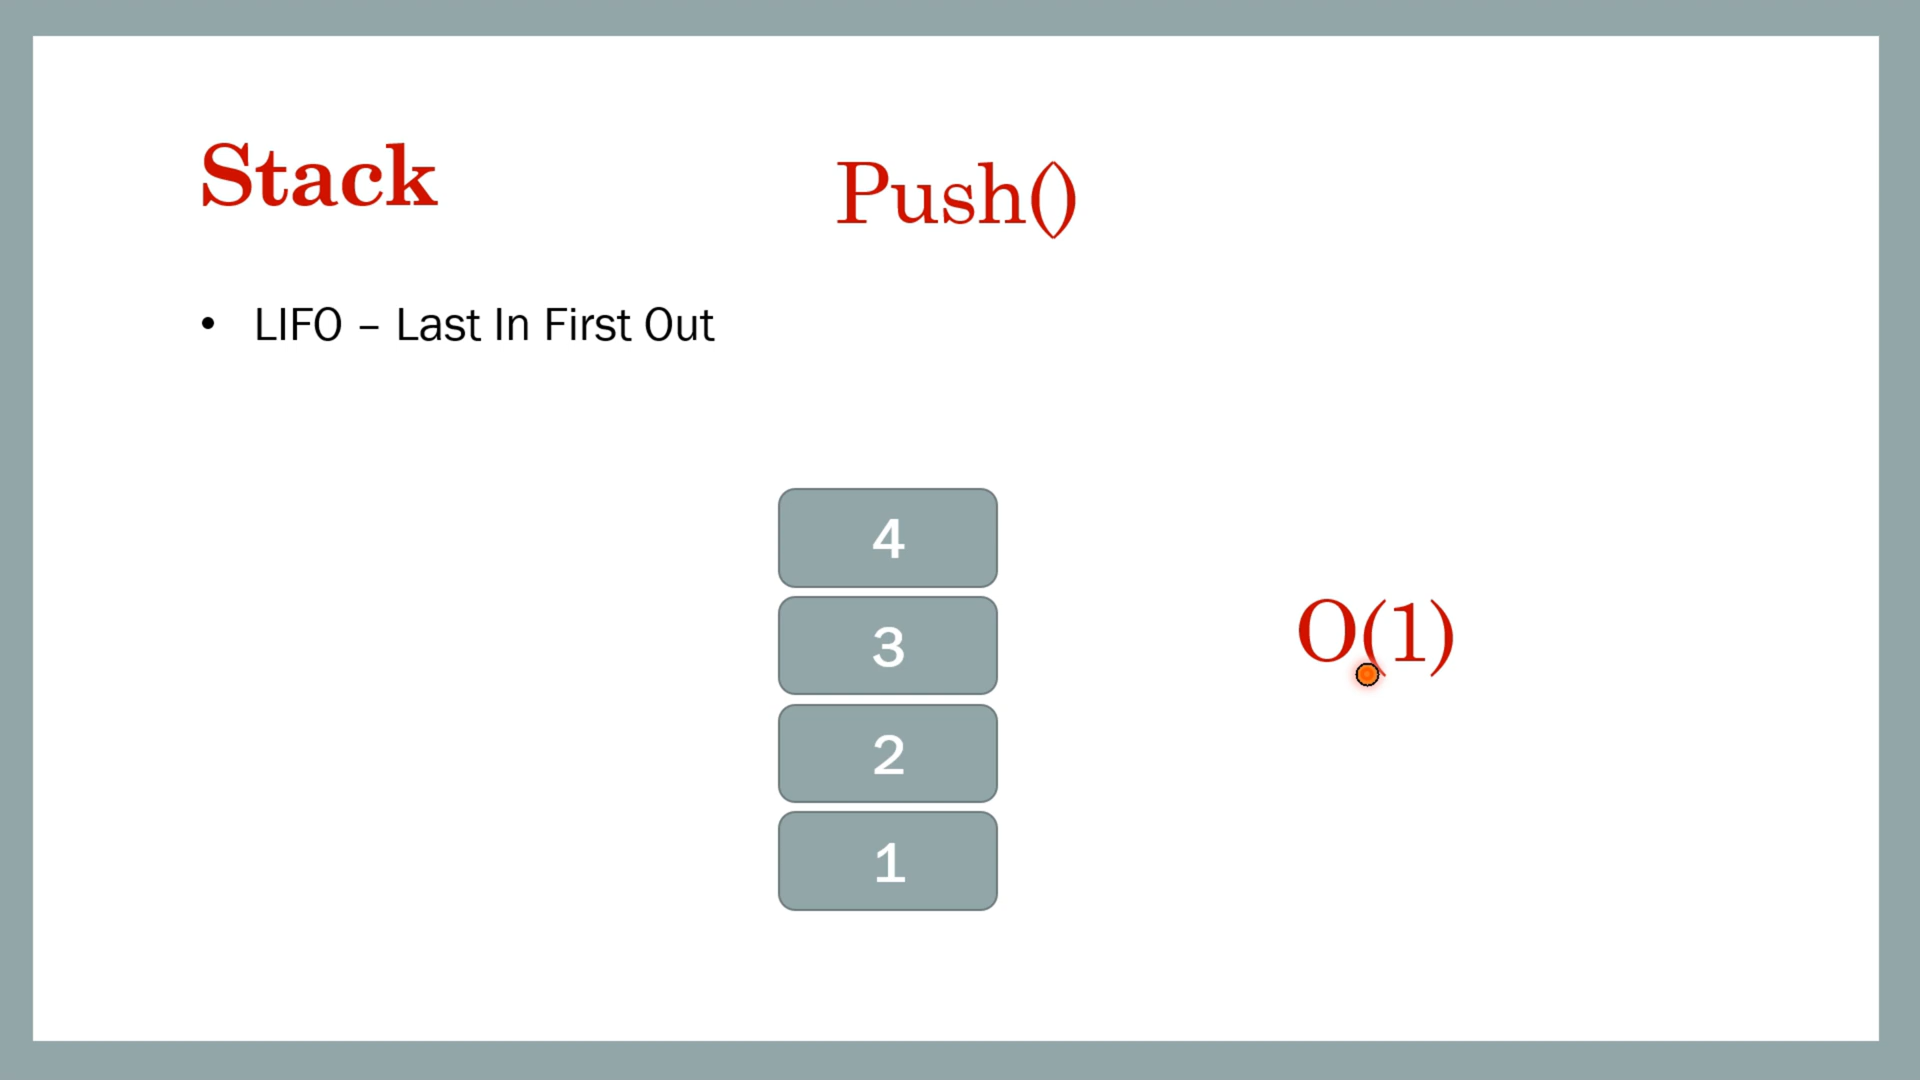 Stack
Push()
• LIFO – Last In First Out
4
3
O(1)
2
1